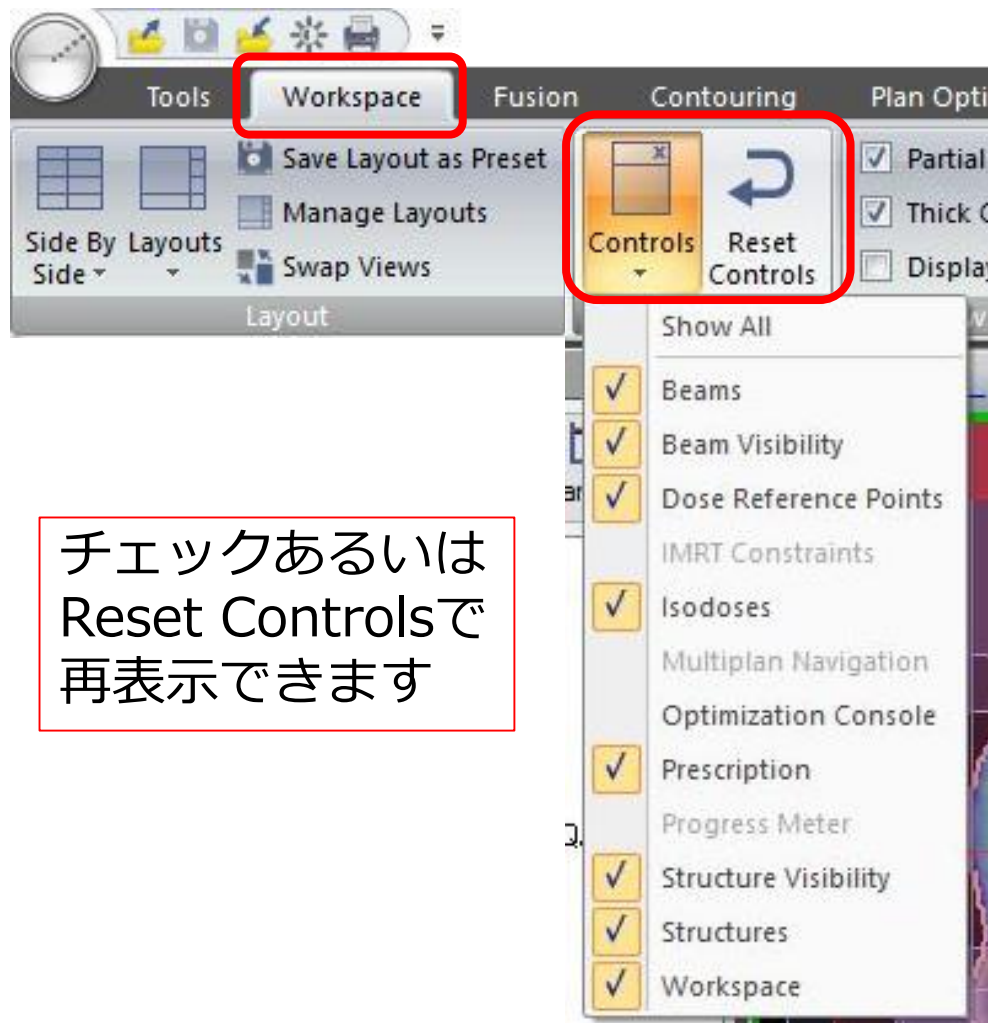 Tools Workspace Fusion Contouring Plan Opti
Save Layout as Preset
Manage Layouts
Swap Views
Side By
Side
Layouts
Layout
Controls
Reset
Controls
Partial
Thick
Display
Show All
Beams
Beam Visibility
Dose Reference Points
IMRT Constraints
Isodoses
Multiplan Navigation
Optimization Console
Prescription
Progress Meter
Structure Visibility
Structures
Workspace
チェックあるいは
Reset Controlsで
再表示できます